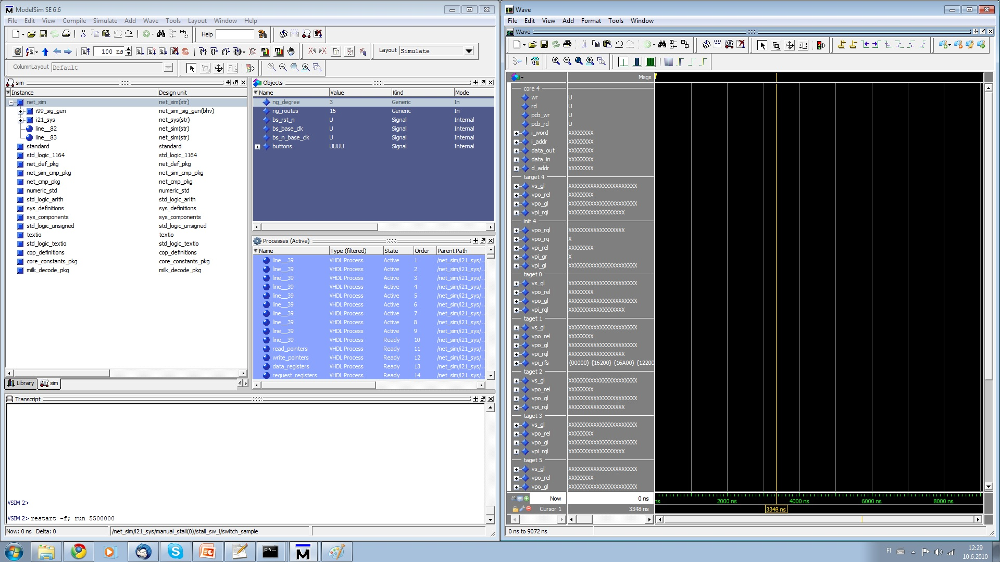 ModelSim SE 6.6
File Edit View Compile Simulate Add Wave Tools Layout Window Help
Help
100 ns
Layout Simulate
ColumnLayout Default
sim
Instance Design unit
net_sim net_sim(str)
i99_sig_gen net_sim_sig_gen(bhv)
i21_sys net_sys(str)
line__82 net_sim(str)
line__83 net_sim(str)
standard standard
std_logic_1164 std_logic_1164
net_def_pkg net_def_pkg
net_sim_cmp_pkg net_sim_cmp_pkg
net_cmp_pkg net_cmp_pkg
numeric_std numeric_std
std_logic_arith std_logic_arith
sys_definitions sys_definitions
sys_components sys_components
std_logic_unsigned std_logic_unsigned
textio textio
std_logic_textio std_logic_textio
cop_definitions cop_definitions
core_constants_pkg core_constants_pkg
milk_decode_pkg milk_decode_pkg
Library sim
Objects
Name Value Kind Mode
ng_degree 3 Generic In
ng_routes 16 Generic In
bs_rst_n U Signal Internal
bs_base_clk U Signal Internal
bs_n_base_clk U Signal Internal
buttons UUUU Signal Internal
Processes (Active)
Name Type (filtered) State Order Parent Path
line__39 VHDL Process Active 1 /net_sim/i21_sys/..
line__39 VHDL Process Active 2 /net_sim/i21_sys/..
line__39 VHDL Process Active 3 /net_sim/i21_sys/..
line__39 VHDL Process Active 4 /net_sim/i21_sys/..
line__39 VHDL Process Active 5 /net_sim/i21_sys/..
line__39 VHDL Process Active 6 /net_sim/i21_sys/..
line__39 VHDL Process Active 7 /net_sim/i21_sys/..
line__39 VHDL Process Active 8 /net_sim/i21_sys/..
line__39 VHDL Process Active 9 /net_sim/i21_sys/..
line__39 VHDL Process Ready 10 /net_sim/i21_sys/..
read_pointers VHDL Process Ready 11 /net_sim/i21_sys/..
write_pointers VHDL Process Ready 12 /net_sim/i21_sys/..
data_registers VHDL Process Ready 13 /net_sim/i21_sys/..
request_registers VHDL Process Ready 14 /net_sim/i21_sys/..
Transcript
VSIM 2>
VSIM 2> restart -f; run 5500000
Now: 0 ns Delta: 0 /net_sim/i21_sys/manual_stall(0)/stall_sw_i/switch_sample
Wave
File Edit View Add Format Tools Window
Wave
Msgs
core 4
wr U
rd U
pcb_wr U
pcb_rd U
i_word XXXXXXXX
i_addr XXXXXXXX
data_out XXXXXXXX
data_in XXXXXXXX
d_addr XXXXXXXX
target 4
vs_gl XXXXXXXXXXXXXXXXXXXXXX
vpo_rel XXXXXXXX
vpo_gl XXXXXXXXXXXXXXXXXXXXXX
vpi_rql XXXXXXXXXXXXXXXXXX
init 4
vpo_rql XXXXXXXXXXXXXXXXXX
vpo_rq X
vpi_rel XXXXXXXX
vpi_gr X
vpi_gl XXXXXXXXXXXXXXXXXXXXXX
taget 0
vs_gl XXXXXXXXXXXXXXXXXXXXXX
vpo_rel XXXXXXXX
vpo_gl XXXXXXXXXXXXXXXXXXXXXX
vpi_rql XXXXXXXXXXXXXXXXXX
taget 1
vs_gl XXXXXXXXXXXXXXXXXXXXXX
vpo_rel XXXXXXXX
vpo_gl XXXXXXXXXXXXXXXXXXXXXX
vpi_rql XXXXXXXXXXXXXXXXXX
vpi_rfs {00000} {16200} {16A00} {12200
taget 2
vs_gl XXXXXXXXXXXXXXXXXXXXXX
vpo_rel XXXXXXXX
vpo_gl XXXXXXXXXXXXXXXXXXXXXX
vpi_rql XXXXXXXXXXXXXXXXXX
taget 3
vs_gl XXXXXXXXXXXXXXXXXXXXXX
vpo_rel XXXXXXXX
vpo_gl XXXXXXXXXXXXXXXXXXXXXX
vpi_rql XXXXXXXXXXXXXXXXXX
taget 5
vs_gl XXXXXXXXXXXXXXXXXXXXXX
vpo_rel XXXXXXXX
vpo_gl XXXXXXXXXXXXXXXXXXXXXX
Now 0 ns ns 2000 ns 4000 ns 6000 ns 8000 ns
Cursor 1 3348 ns 3348 ns
0 ns to 9072 ns
FI 12:29
10.6.2010